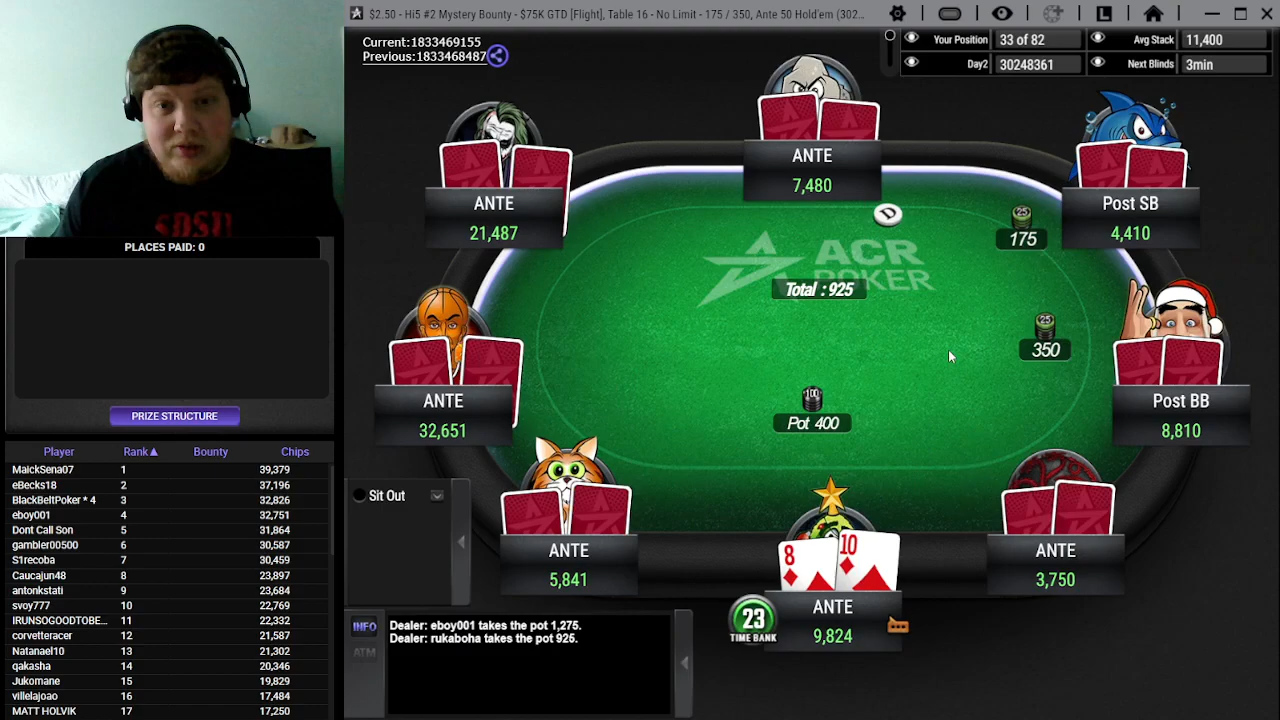 $2.50 - Hi5 #2 Mystery Bounty - $75K GTD [Flight], Table 16 - No Limit - 175 / 350, Ante 50 Hold'em (302...
Current:1833469155
Previous:1833468487
Your Position 33 of 82 Avg Stack 11,400
Day2 30248361 Next Blinds 3min
ANTE
7,480
ANTE
21,487
Post SB
4,410
D
25
175
ACR
POKER
Total : 925
25
350
ANTE
32,651
Post BB
8,810
100
Pot 400
ANTE
5,841
8 10
ANTE
9,824
ANTE
3,750
23
TIME BANK
Sit Out
INFO
ATM
Dealer: eboy001 takes the pot 1,275.
Dealer: rukaboha takes the pot 925.
PLACES PAID: 0
PRIZE STRUCTURE
Player Rank▲ Bounty Chips
MaickSena07 1 39,379
eBecks18 2 37,196
BlackBeltPoker * 4 3 32,826
eboy001 4 32,751
Dont Call Son 5 31,864
gambler00500 6 30,587
S1recoba 7 30,459
Caucajun48 8 23,897
antonkstati 9 23,684
svoy777 10 22,769
IRUNGOODTOBE... 11 22,332
corvetteracer 12 21,587
Natanael10 13 21,302
qakasha 14 20,346
Jukomane 15 19,829
villelajoao 16 17,484
MATT HOLVIK 17 17,250